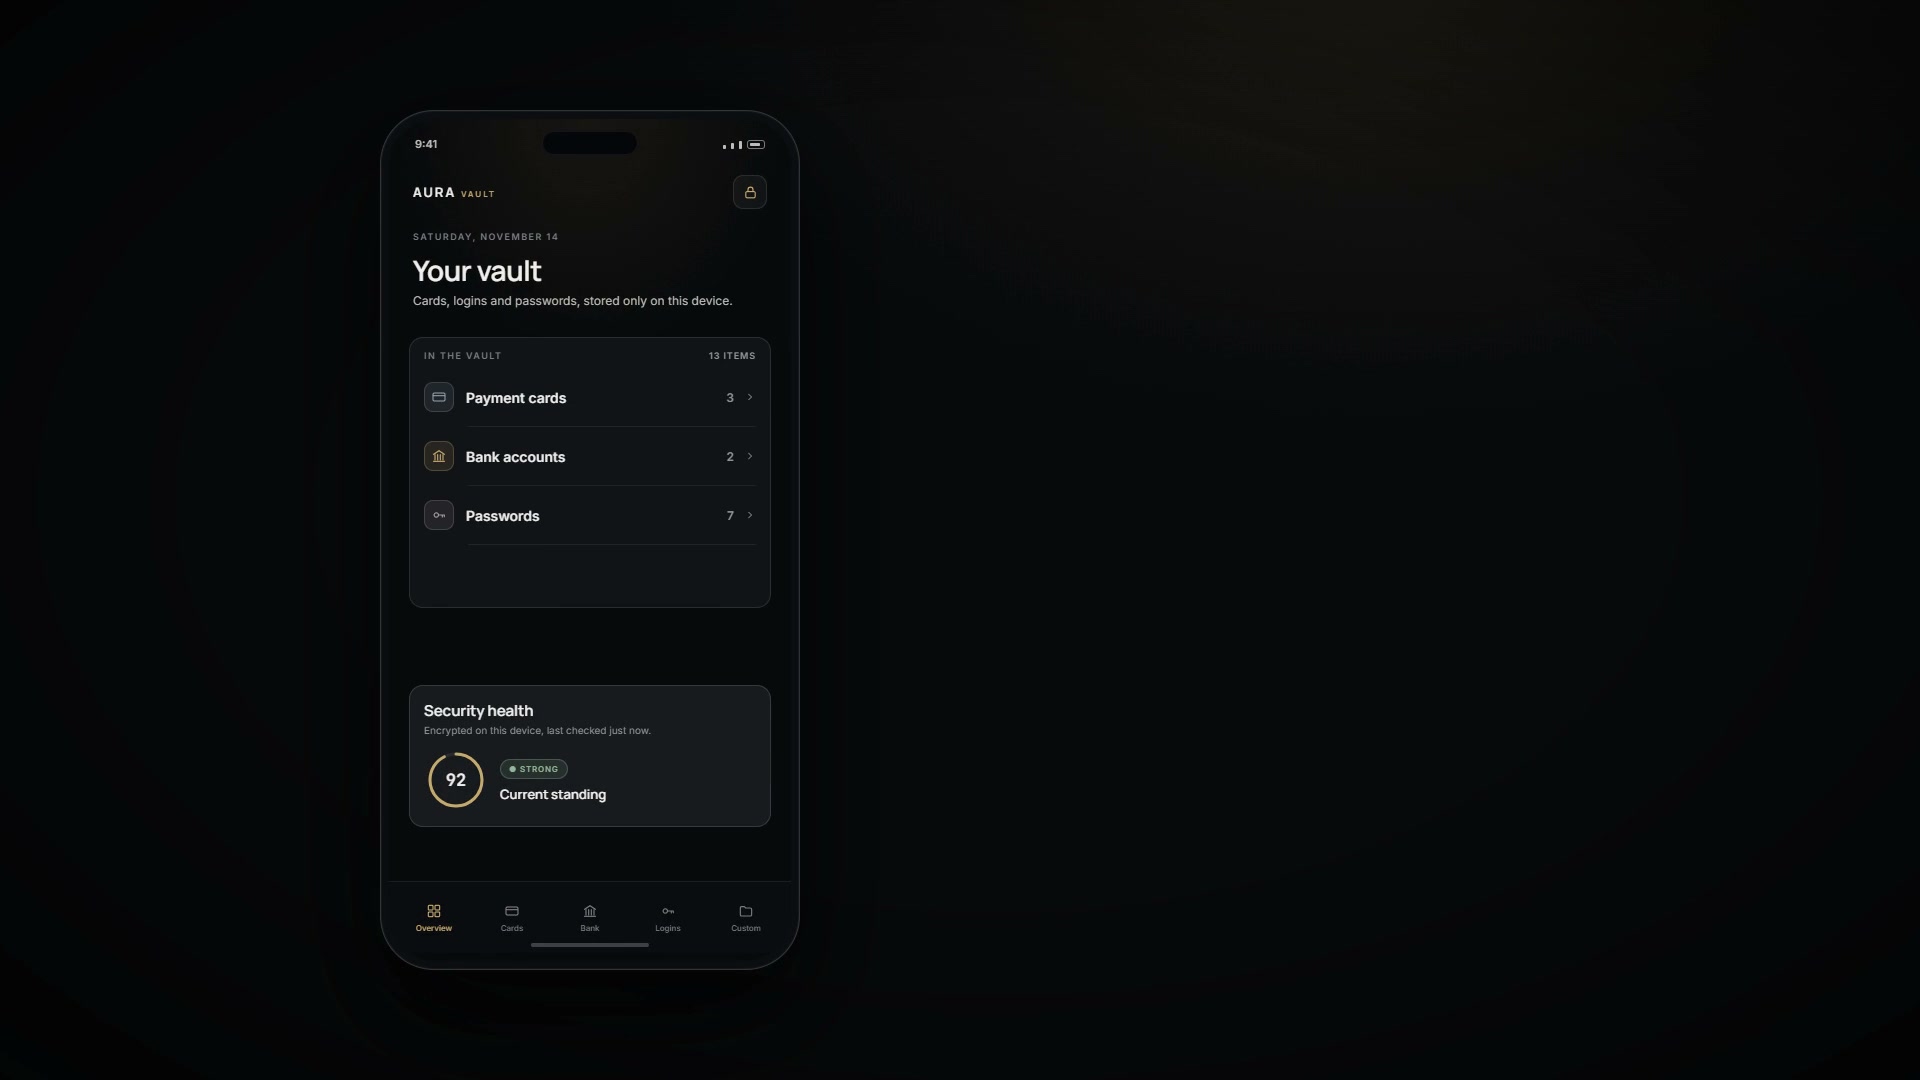 9:41
AURA VAULT
SATURDAY, NOVEMBER 14
Your vault
Cards, logins and passwords, stored only on this device.
IN THE VAULT 13 ITEMS
Payment cards 3
Bank accounts 2
Passwords 7
Security health
Encrypted on this device, last checked just now.
92
STRONG
Current standing
Overview Cards Bank Logins Custom